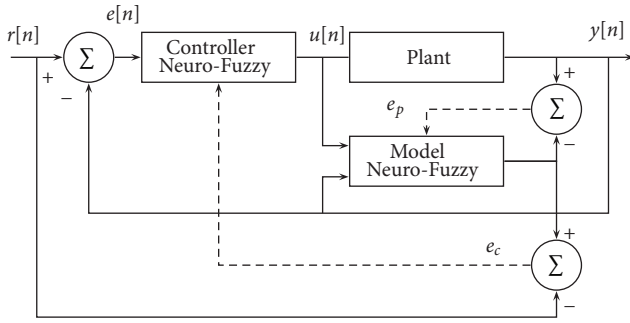 r[n]
e[n]
Controller
Neuro-Fuzzy
u[n]
Plant
y[n]
Σ
+
−
+
Σ
−
e_p
Model
Neuro-Fuzzy
+
e_c
Σ
−